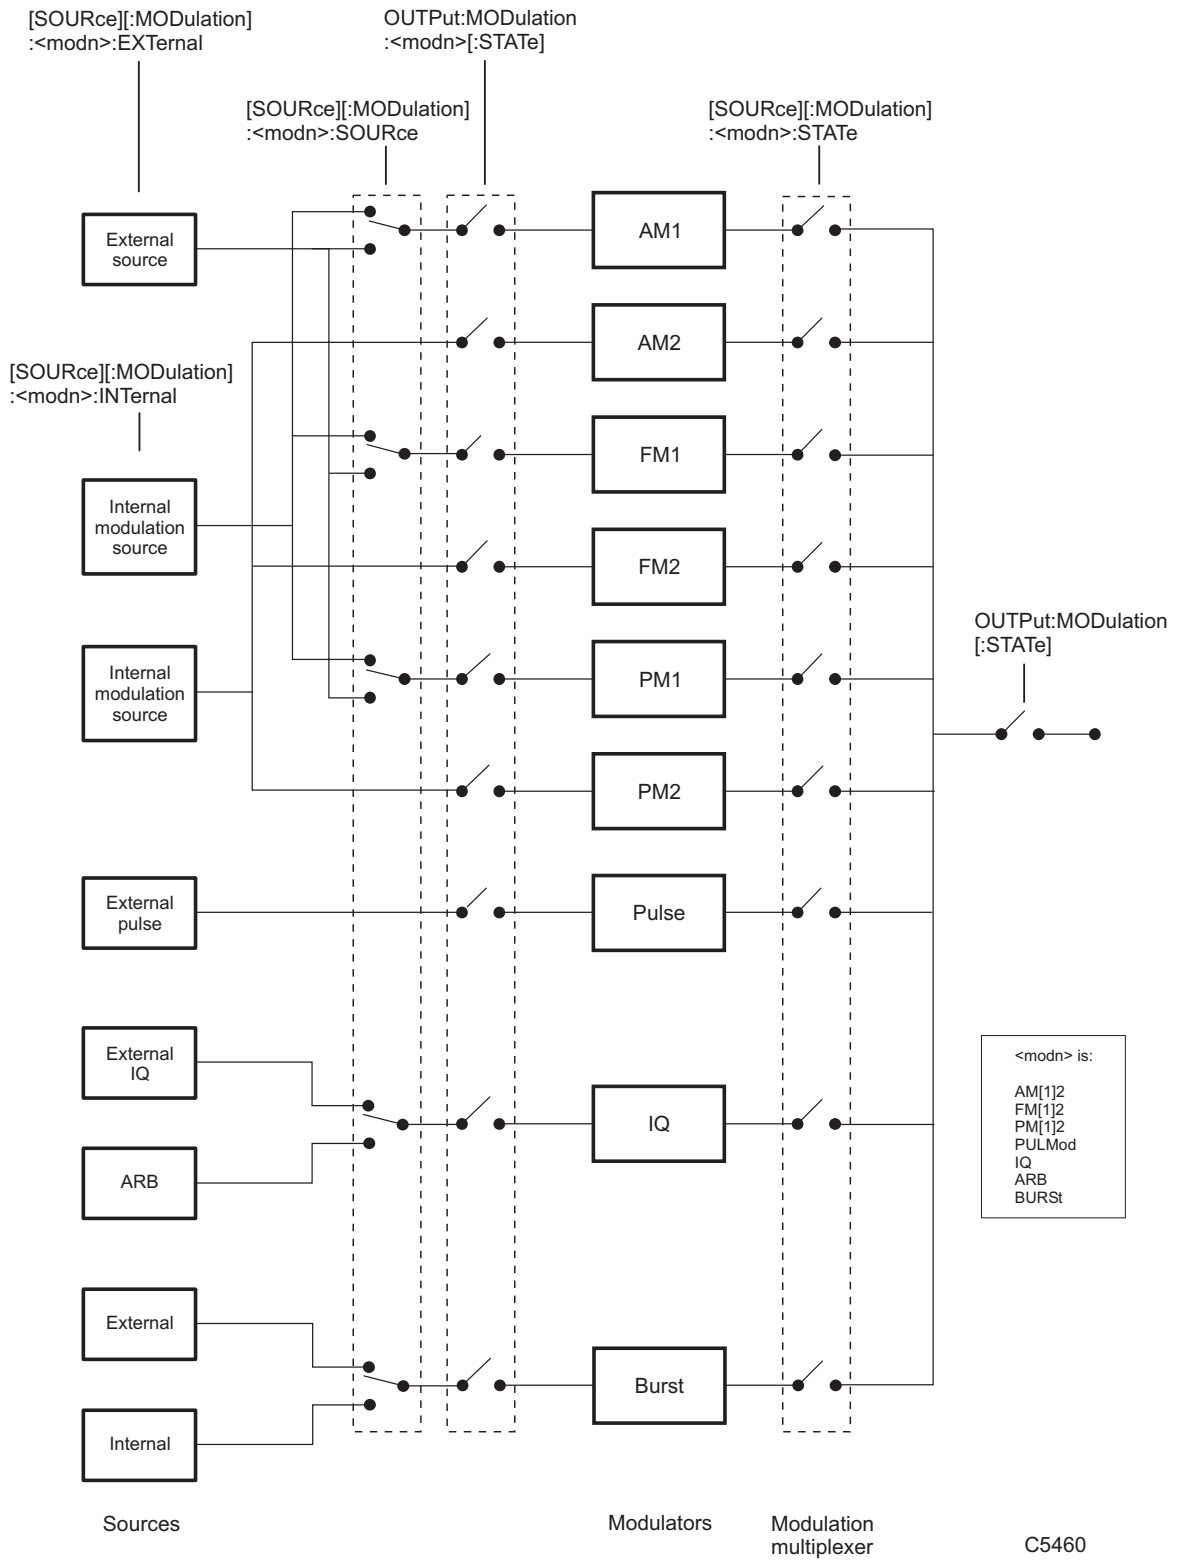 [SOURce][:MODulation]
:<modn>:EXTernal
OUTPut:MODulation
:<modn>[:STATe]
[SOURce][:MODulation]
:<modn>:SOURce
[SOURce][:MODulation]
:<modn>:STATe
External
source
AM1
AM2
[SOURce][:MODulation]
:<modn>:INTernal
FM1
Internal
modulation
source
FM2
OUTPut:MODulation
[:STATe]
Internal
modulation
source
PM1
PM2
External
pulse
Pulse
External
IQ
IQ
ARB
<modn> is:
AM[1]2
FM[1]2
PM[1]2
PULMod
IQ
ARB
BURSt
External
Burst
Internal
Sources
Modulators
Modulation
multiplexer
C5460